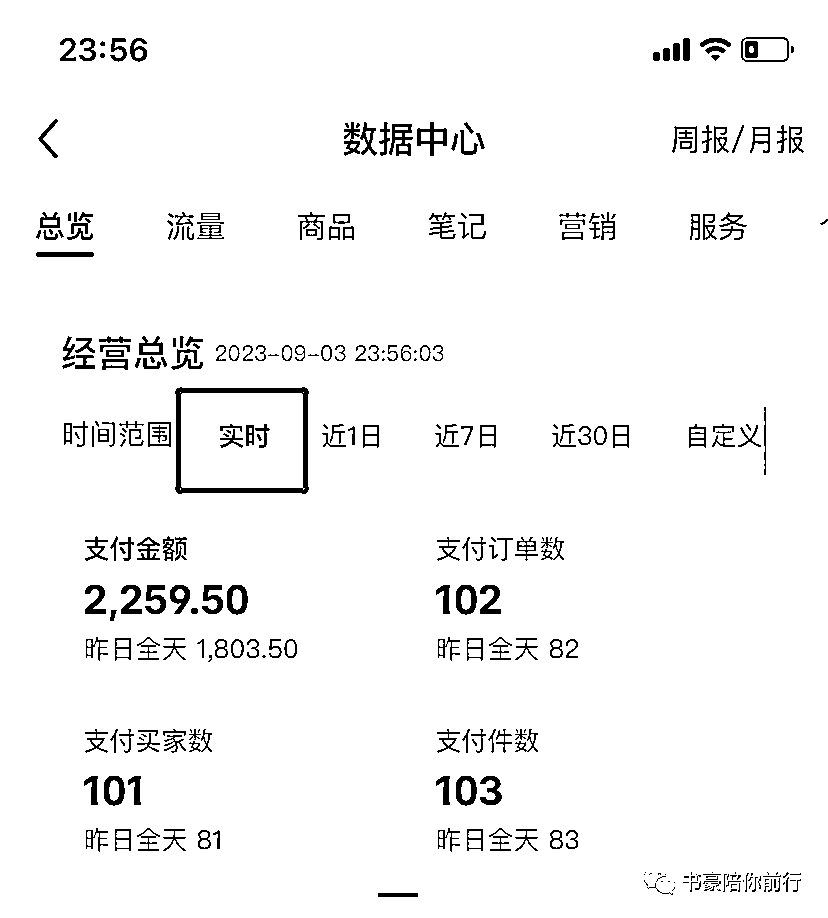 23:56
数据中心 周报/月报
总览 流量 商品 笔记 营销 服务
经营总览 2023-09-03 23:56:03
时间范围 实时 近1日 近7日 近30日 自定义
支付金额 支付订单数
2,259.50 102
昨日全天 1,803.50 昨日全天 82
支付买家数 支付件数
101 103
昨日全天 81 昨日全天 83
书豪陪你前行